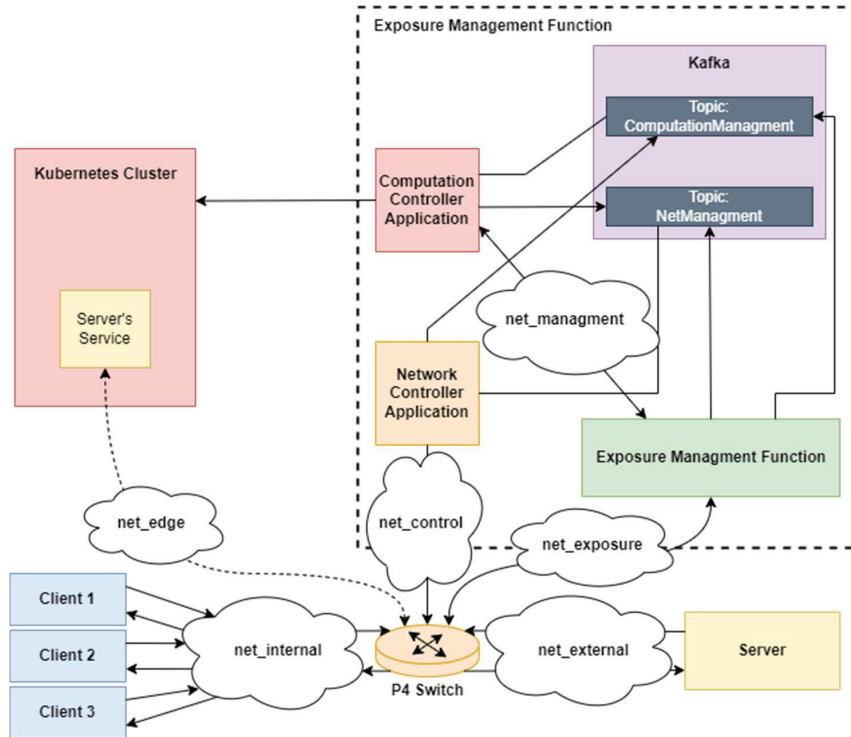 Exposure Management Function
Kafka
Topic:
ComputationManagment
Topic:
NetManagment
Kubernetes Cluster
Computation
Controller
Application
Server's
Service
net_managment
Network
Controller
Application
Exposure Managment Function
net_edge
net_control
net_exposure
Client 1
Client 2
Client 3
net_internal
P4 Switch
net_external
Server